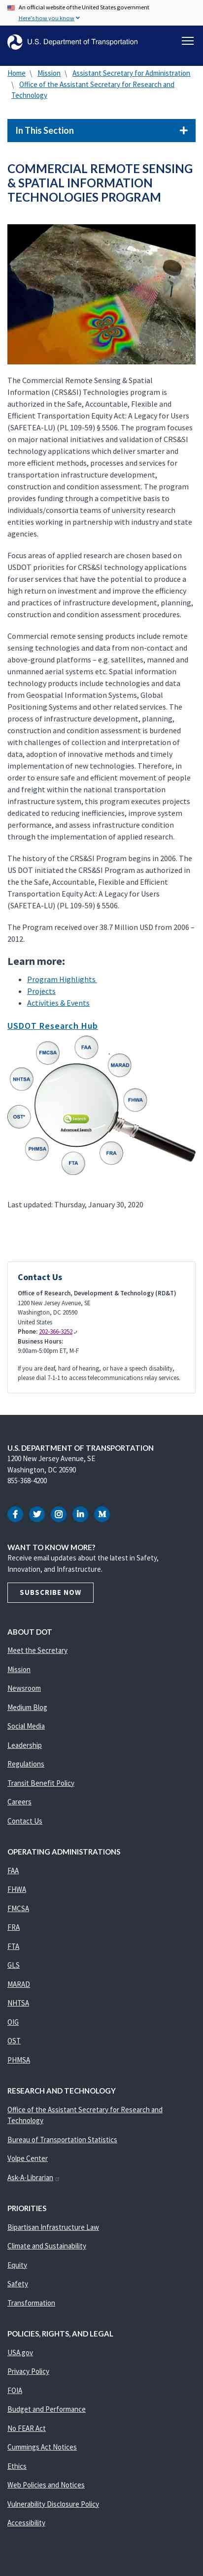 An official website of the United States government
Here's how you know
U.S. Department of Transportation
Home \ Mission \ Assistant Secretary for Administration
\ Office of the Assistant Secretary for Research and
Technology
In This Section
COMMERCIAL REMOTE SENSING
& SPATIAL INFORMATION
TECHNOLOGIES PROGRAM
The Commercial Remote Sensing & Spatial
Information Technologies (CRS&SI) Technologies program is
authorized in the Safe, Accountable, Flexible and Efficient
Transportation Equity Act: A Legacy for Users
(SAFETEA-LU) (PL 109-59) § 5506. The program focuses
on major national initiatives and validation of CRS&SI
technology applications which deliver smarter and
more efficient methods, processes and services for
transportation infrastructure development,
construction and condition assessment. The program
provides funding through a competitive basis to
individuals/consortia teams of university and
commercial service providers in partnership with state
agencies.
Focus areas of applied research are chosen based on
USDOT priorities for CRS&SI technology applications
for user services that have the potential to produce a
high return on investment and improve the efficiency
and practices of infrastructure development, planning,
construction and condition assessment procedures.
Commercial remote sensing products include remote
sensing technologies and data from non-contact and
above-ground platforms – e.g. satellites, manned and
unmanned aerial systems etc. Spatial information
technology products include technologies and data
from Geospatial Information Systems, Global
Positioning Systems and other related services. The
practice of infrastructure development, planning,
construction and condition assessment is burdened
with challenges of collection and interpretation of
data, adoption of innovative methods and timely
implementation of new technologies. Therefore, in
order to ensure safe and efficient movement of people
and freight within the national transportation
infrastructure system, this program executes projects
dedicated to reducing inefficiencies, improve system
performance, and assess infrastructure condition
through the implementation of applied research.
The history of the CRS&SI Program begins in 2006. The
US DOT initiated the CRS&SI Program as authorized in
the the Safe, Accountable, Flexible and Efficient
Transportation Equity Act: A Legacy for Users
(SAFETEA-LU) (PL 109-59) § 5506.
The Program received over 38.7 Million USD from 2006 –
2012.
Learn more:
Program Highlights
Projects
Activities & Events
USDOT Research Hub
FAA
FMCSA
MARAD
NHTSA
FHWA
OST*
Search
Advanced Search
PHMSA
FRA
FTA
Last updated: Thursday, January 30, 2020
Contact Us
Office of Research, Development & Technology (RD&T)
1200 New Jersey Avenue, SE
Washington, DC 20590
United States
Phone: 202-366-3252
Business Hours:
9:00am-5:00pm ET, M-F
If you are deaf, hard of hearing, or have a speech disability,
please dial 7-1-1 to access telecommunications relay services.
U.S. DEPARTMENT OF TRANSPORTATION
1200 New Jersey Avenue, SE
Washington, DC 20590
855-368-4200
WANT TO KNOW MORE?
Receive email updates about the latest in Safety,
Innovation, and Infrastructure.
SUBSCRIBE NOW
ABOUT DOT
Meet the Secretary
Mission
Newsroom
Medium Blog
Social Media
Leadership
Regulations
Transit Benefit Policy
Careers
Contact Us
OPERATING ADMINISTRATIONS
FAA
FHWA
FMCSA
FRA
FTA
GLS
MARAD
NHTSA
OIG
OST
PHMSA
RESEARCH AND TECHNOLOGY
Office of the Assistant Secretary for Research and
Technology
Bureau of Transportation Statistics
Volpe Center
Ask-A-Librarian
PRIORITIES
Bipartisan Infrastructure Law
Climate and Sustainability
Equity
Safety
Transformation
POLICIES, RIGHTS, AND LEGAL
USA.gov
Privacy Policy
FOIA
Budget and Performance
No FEAR Act
Cummings Act Notices
Ethics
Web Policies and Notices
Vulnerability Disclosure Policy
Accessibility